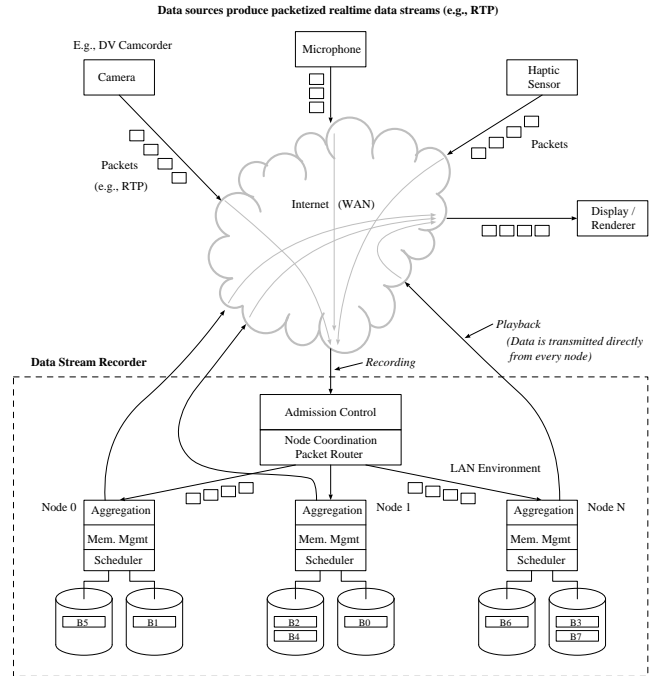 Data sources produce packetized realtime data streams (e.g., RTP)
E.g., DV Camcorder
Microphone
Camera
Haptic
Sensor
Packets
(e.g., RTP)
Packets
Internet (WAN)
Display /
Renderer
Playback
(Data is transmitted directly
from every node)
Data Stream Recorder
Recording
Admission Control
Node Coordination
Packet Router
LAN Environment
Node 0
Aggregation
Mem. Mgmt
Scheduler
Aggregation
Node 1
Mem. Mgmt
Scheduler
Aggregation
Node N
Mem. Mgmt
Scheduler
B5
B1
B2
B4
B0
B6
B3
B7